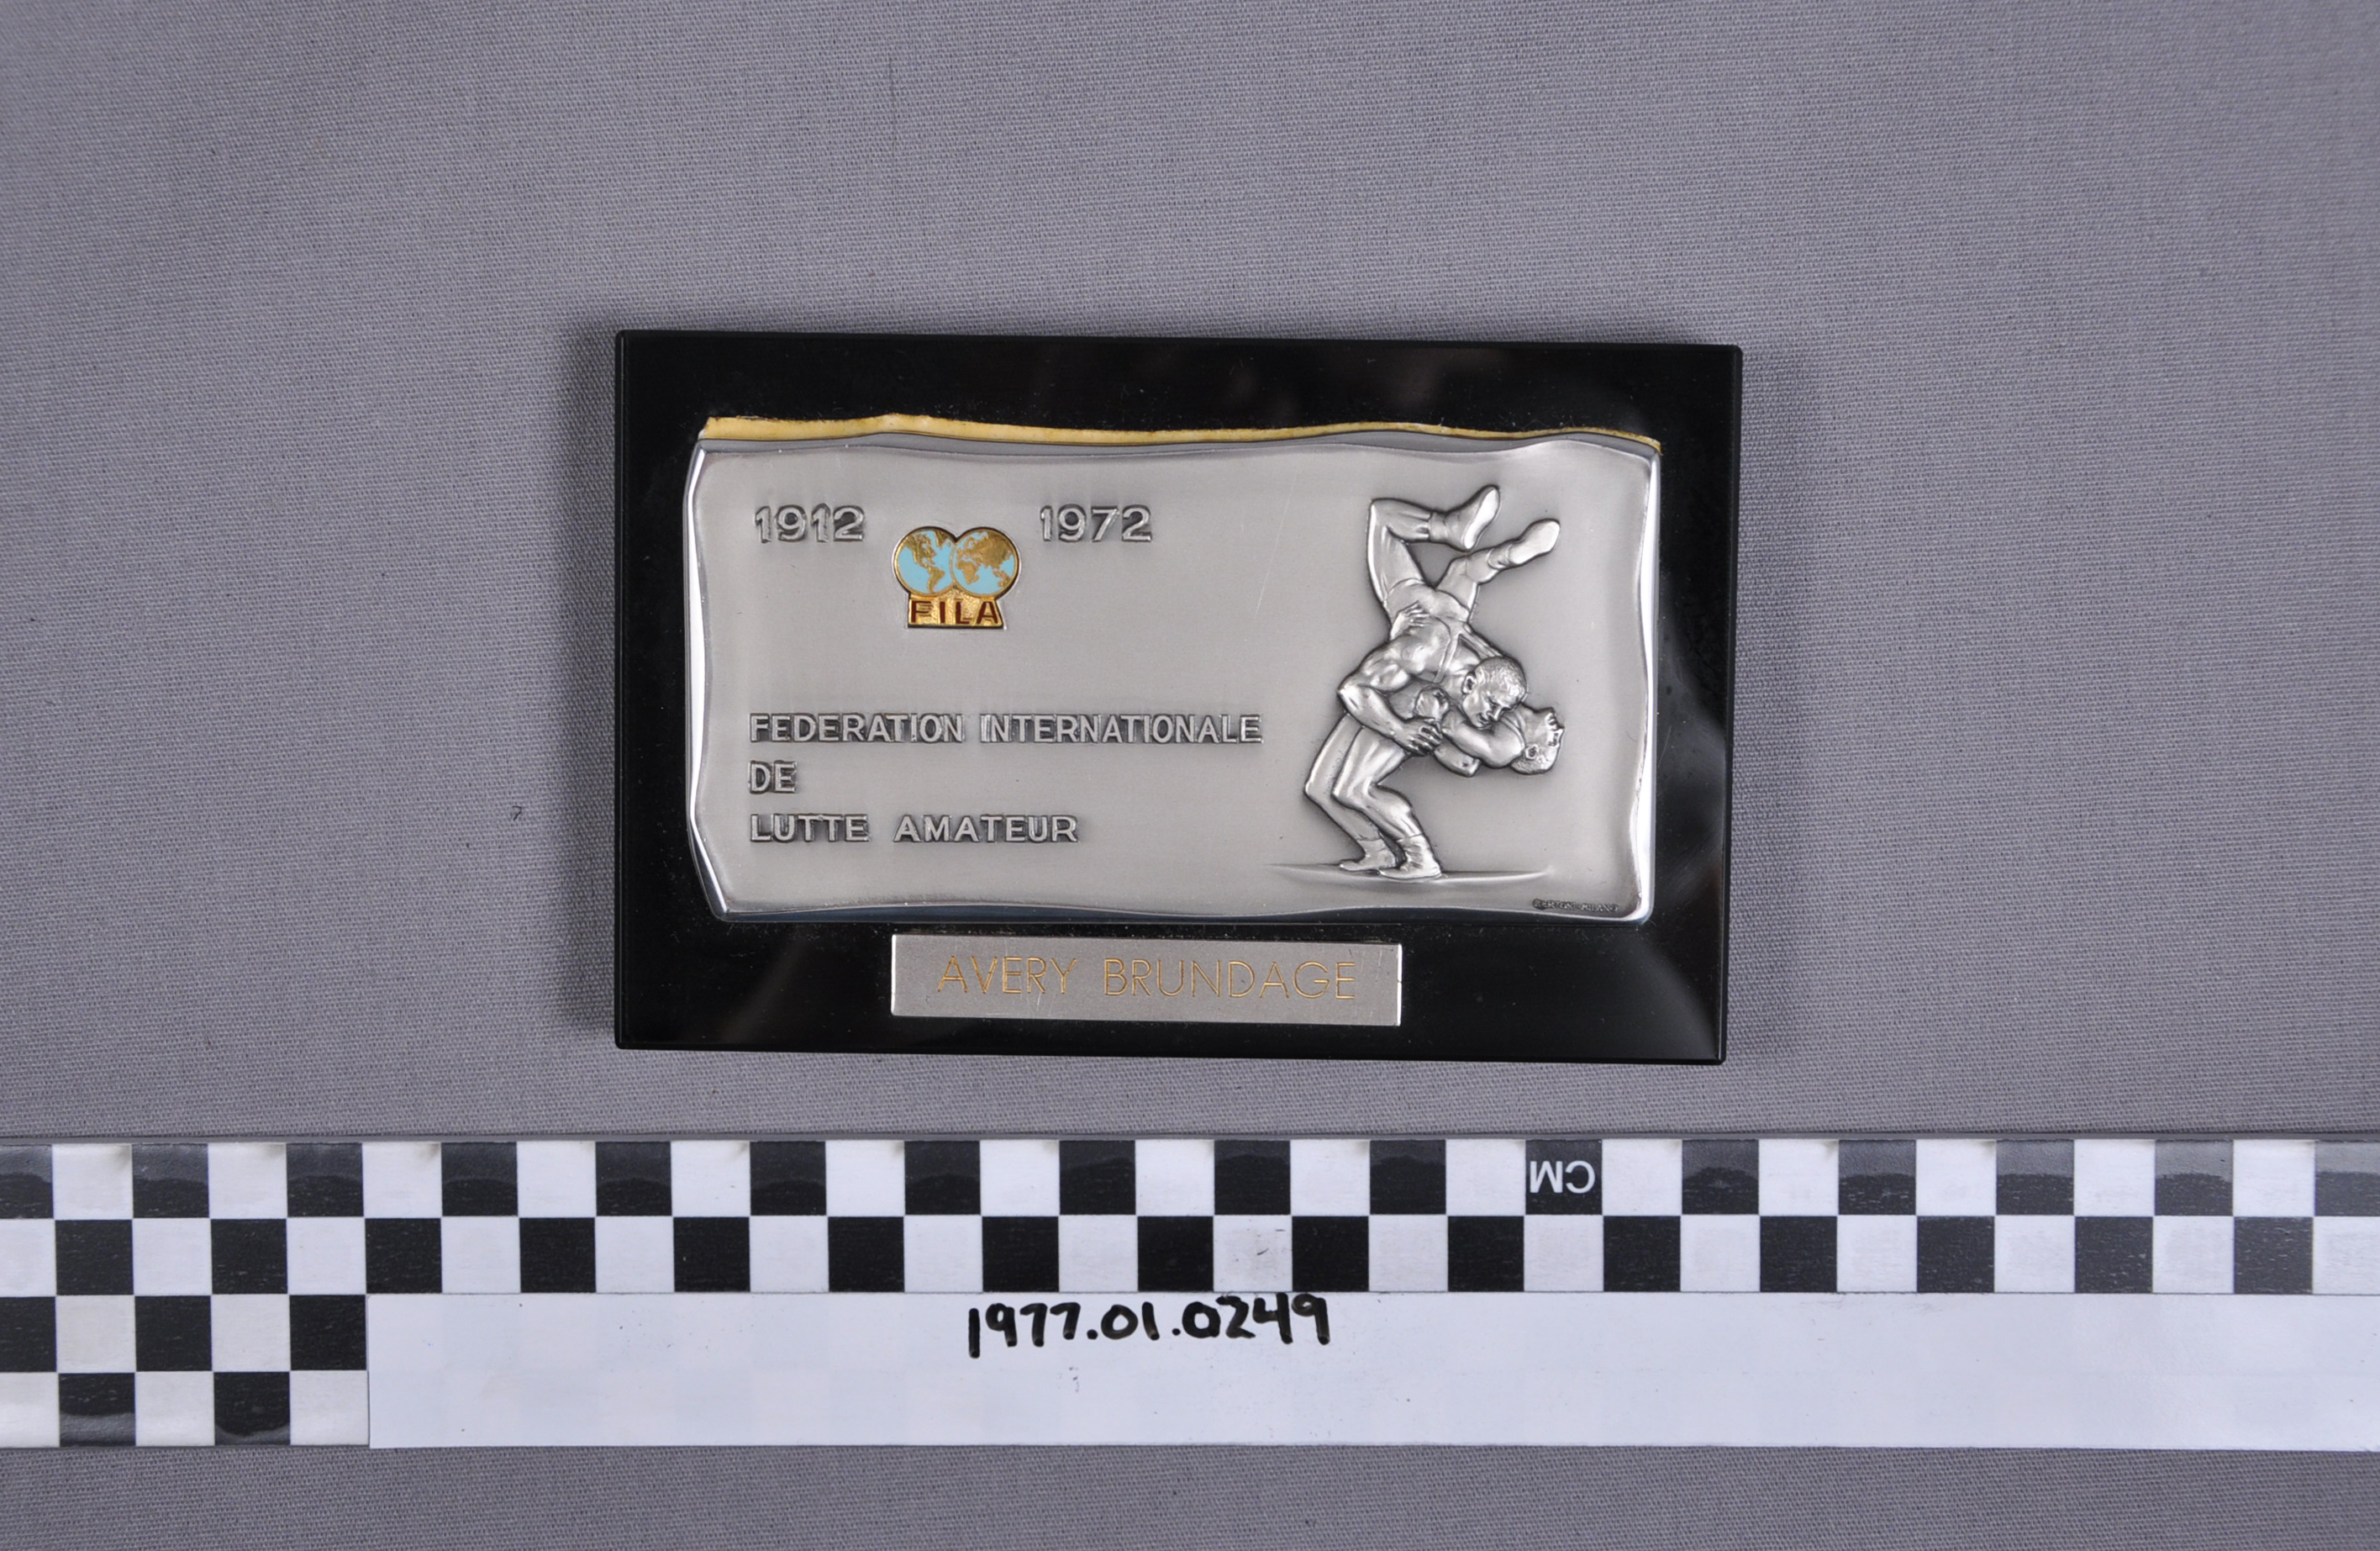 1912 1972
FILA
FEDERATION INTERNATIONALE
DE
LUTTE AMATEUR
AVERY BRUNDAGE
CM
1977.01.0249